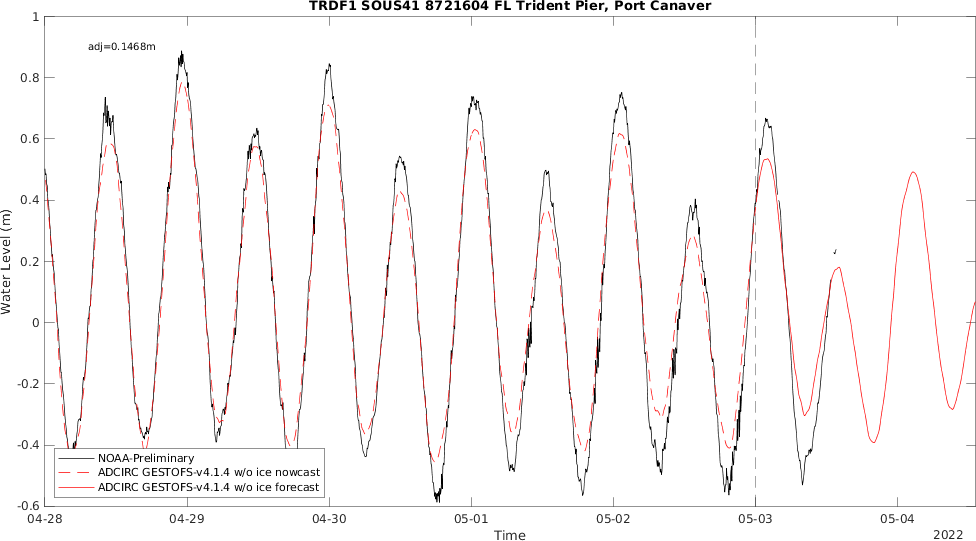 TRDF1 SOUS41 8721604 FL Trident Pier, Port Canaver
adj=0.1468m
1
0.8
0.6
0.4
0.2
0
-0.2
-0.4
-0.6
Water Level (m)
NOAA-Preliminary
ADCIRC GESTOFS-v4.1.4 w/o ice nowcast
ADCIRC GESTOFS-v4.1.4 w/o ice forecast
04-28 04-29 04-30 05-01 05-02 05-03 05-04
Time
2022